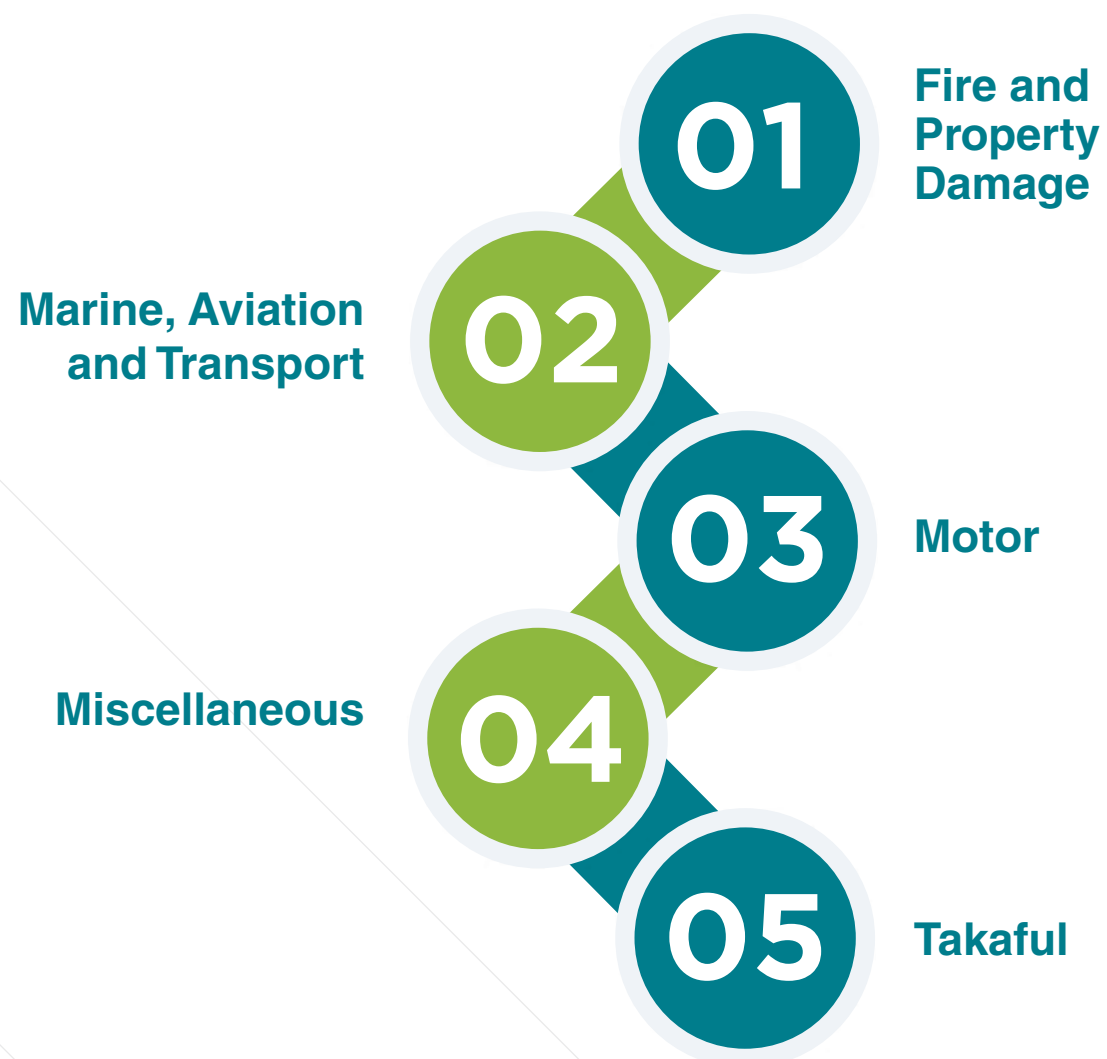 01
Fire and
Property
Damage
02
Marine, Aviation
and Transport
03
Motor
04
Miscellaneous
05
Takaful